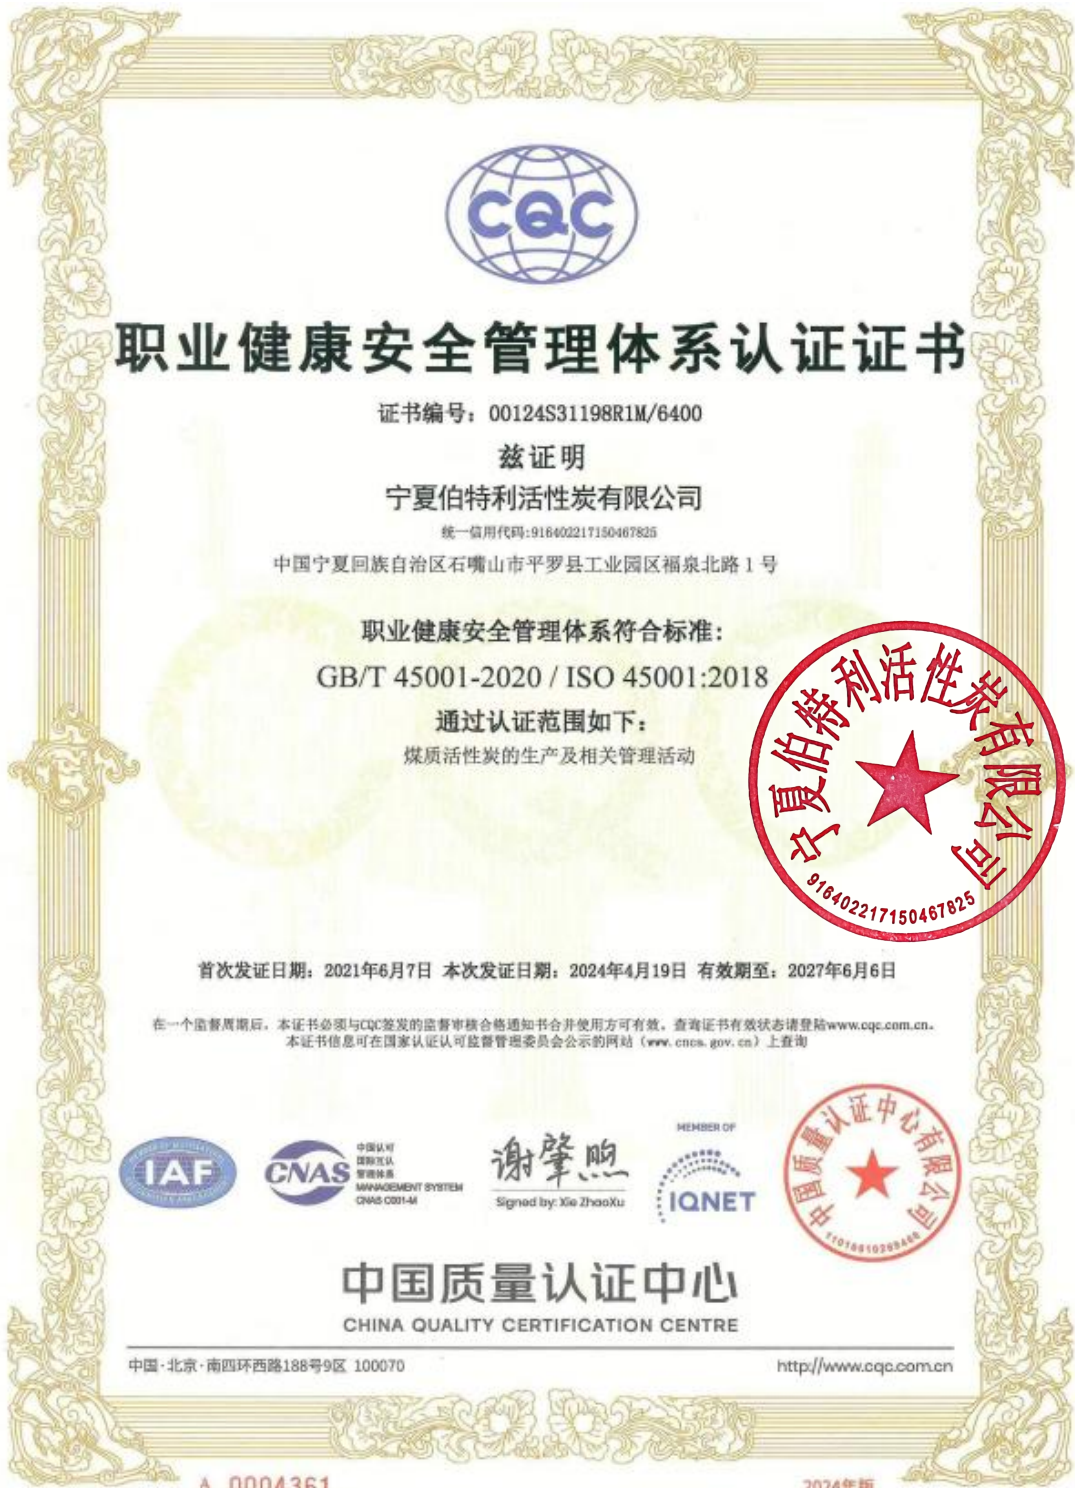 CQC
职业健康安全管理体系认证证书
证书编号：00124S31198R1M/6400
兹证明
宁夏伯特利活性炭有限公司
统一信用代码:916402217150467825
中国宁夏回族自治区石嘴山市平罗县工业园区福泉北路1号
职业健康安全管理体系符合标准：
GB/T 45001-2020 / ISO 45001:2018
通过认证范围如下：
煤质活性炭的生产及相关管理活动
宁夏伯特利活性炭有限公司
916402217150467825
首次发证日期：2021年6月7日 本次发证日期：2024年4月19日 有效期至：2027年6月6日
在一个监督周期后，本证书必须与CQC签发的监督审核合格通知书合并使用方可有效。查询证书有效状态请登陆www.cqc.com.cn。
本证书信息可在国家认证认可监督管理委员会公示的网站（www.cnca.gov.cn）上查询
IAF
CNAS
中国认可
国际互认
管理体系
MANAGEMENT SYSTEM
CNAS C001-M
谢肇煦
Signed by: Xie ZhaoXu
MEMBER OF
IQNET
中国质量认证中心有限公司
中国质量认证中心
CHINA QUALITY CERTIFICATION CENTRE
中国·北京·南四环西路188号9区 100070
http://www.cqc.com.cn
A 0004361
2024年版